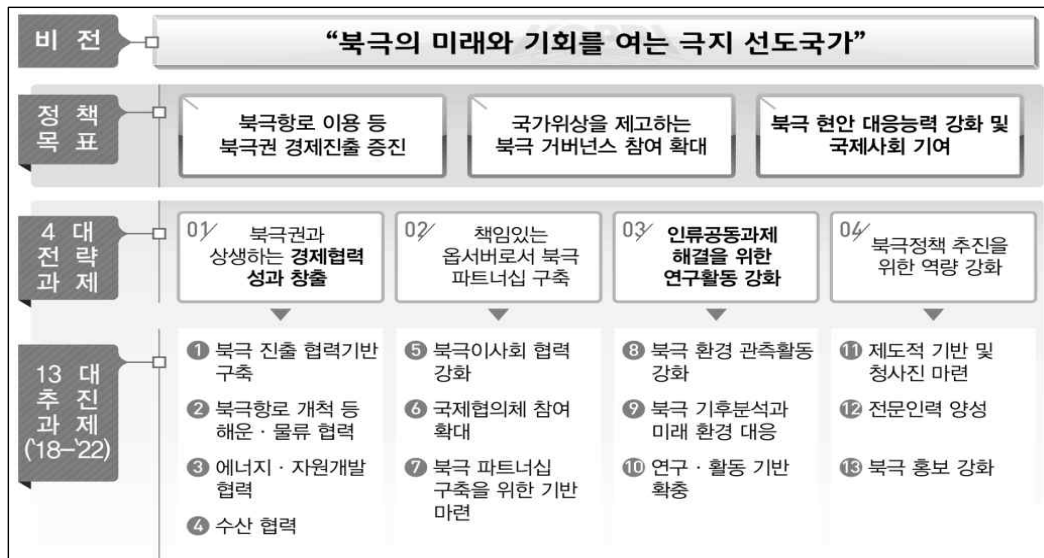 비 전
“북극의 미래와 기회를 여는 극지 선도국가”
정 책
목 표
북극항로 이용 등
북극권 경제진출 증진
국가위상을 제고하는
북극 거버넌스 참여 확대
북극 현안 대응능력 강화 및
국제사회 기여
4 대
전 략
과 제
01
북극권과
상생하는 경제협력
성과 창출
02
책임있는
옵서버로서 북극
파트너십 구축
03
인류공동과제
해결을 위한
연구활동 강화
04
북극정책 추진을
위한 역량 강화
13 대
추 진
과 제
('18-'22)
1 북극 진출 협력기반
구축
2 북극항로 개척 등
해운 · 물류 협력
3 에너지 · 자원개발
협력
4 수산 협력
5 북극이사회 협력
강화
6 국제협의체 참여
확대
7 북극 파트너십
구축을 위한 기반
마련
8 북극 환경 관측활동
강화
9 북극 기후분석과
미래 환경 대응
10 연구 · 활동 기반
확충
11 제도적 기반 및
청사진 마련
12 전문인력 양성
13 북극 홍보 강화